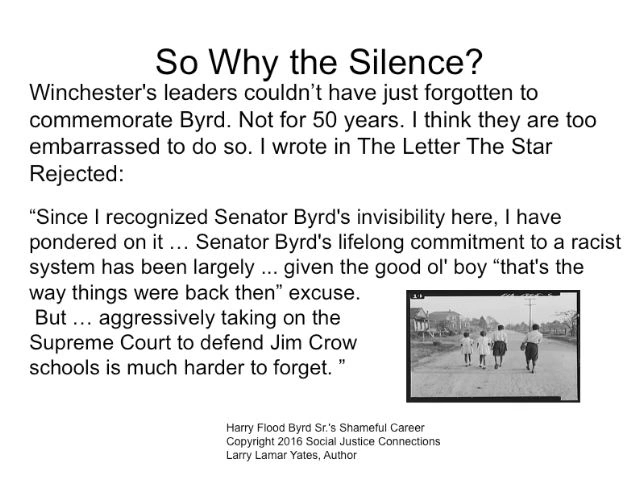 So Why the Silence?
Winchester's leaders couldn’t have just forgotten to
commemorate Byrd. Not for 50 years. I think they are too
embarrassed to do so. I wrote in The Letter The Star
Rejected:
“Since I recognized Senator Byrd's invisibility here, I have
pondered on it … Senator Byrd's lifelong commitment to a racist
system has been largely ... given the good ol' boy “that's the
way things were back then” excuse.
But … aggressively taking on the
Supreme Court to defend Jim Crow
schools is much harder to forget. ”
Harry Flood Byrd Sr.'s Shameful Career
Copyright 2016 Social Justice Connections
Larry Lamar Yates, Author